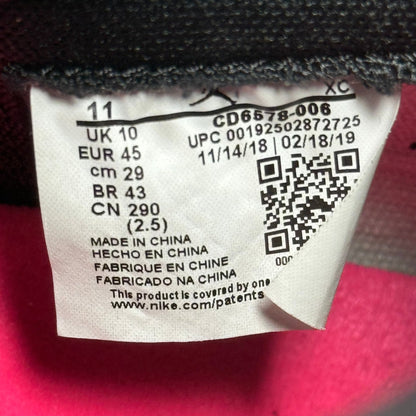 11
XC
CD6578-006
UK 10
UPC 00192502872725
EUR 45
11/14/18 | 02/18/19
cm 29
BR 43
CN 290
(2.5)
MADE IN CHINA
HECHO EN CHINA
FABRIQUE EN CHINE
FABRICADO NA CHINA
This product is covered by one
www.nike.com/patents